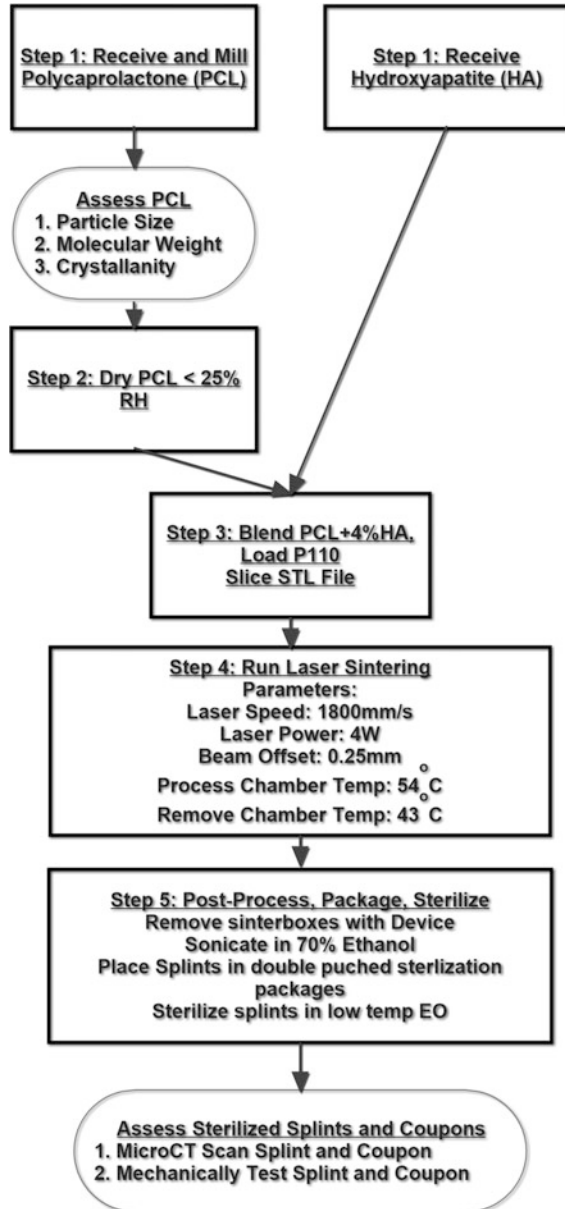 Step 1: Receive and Mill
Polycaprolactone (PCL)
Step 1: Receive
Hydroxyapatite (HA)
Assess PCL
1. Particle Size
2. Molecular Weight
3. Crystallanity
Step 2: Dry PCL < 25%
RH
Step 3: Blend PCL+4%HA,
Load P110
Slice STL File
Step 4: Run Laser Sintering
Parameters:
Laser Speed: 1800mm/s
Laser Power: 4W
Beam Offset: 0.25mm
Process Chamber Temp: 54°C
Remove Chamber Temp: 43°C
Step 5: Post-Process, Package, Sterilize
Remove sinterboxes with Device
Sonicate in 70% Ethanol
Place Splints in double puched sterlization
packages
Sterilize splints in low temp EO
Assess Sterilized Splints and Coupons
1. MicroCT Scan Splint and Coupon
2. Mechanically Test Splint and Coupon